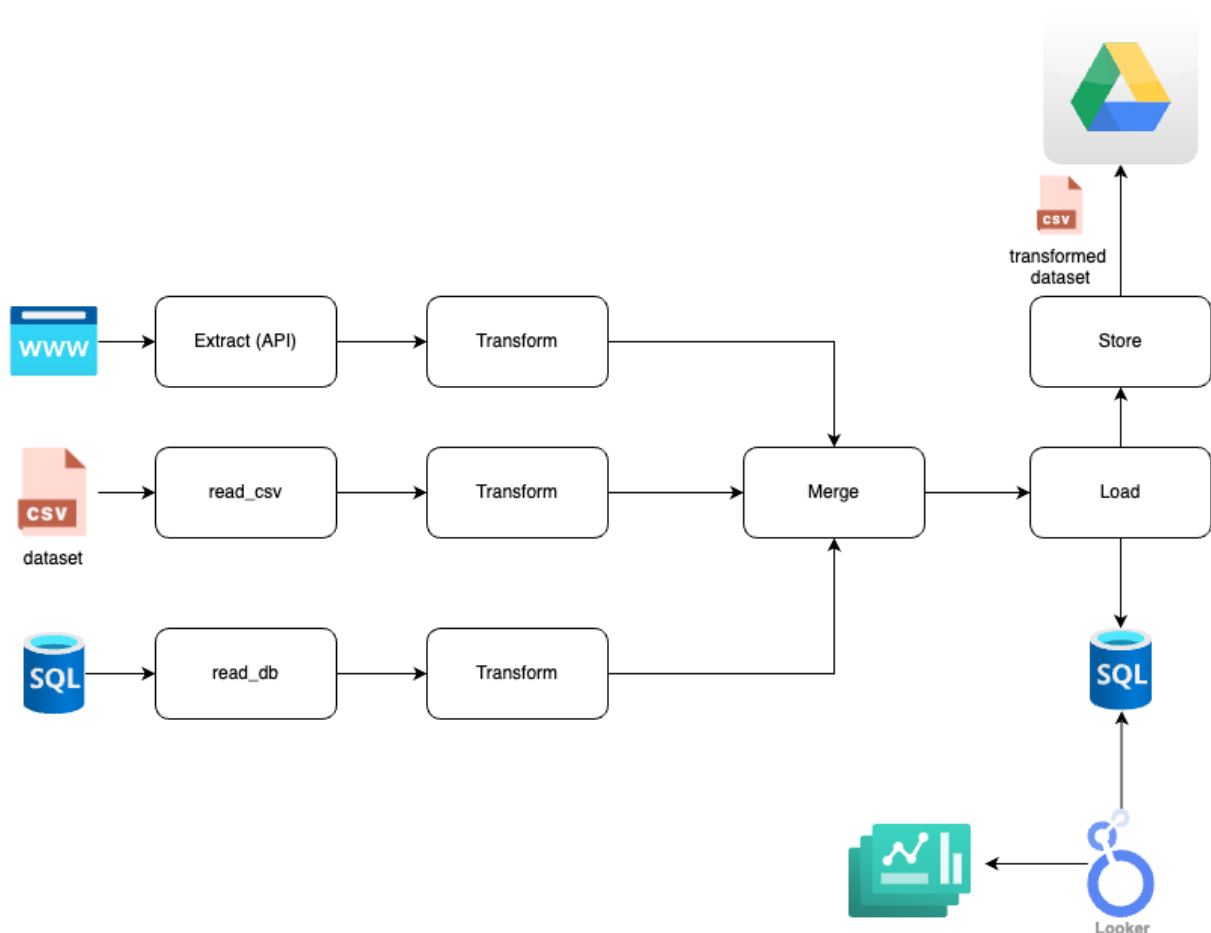 CSV
transformed
dataset
WWW
Extract (API)
Transform
Store
CSV
dataset
read_csv
Transform
Merge
Load
SQL
read_db
Transform
SQL
Looker